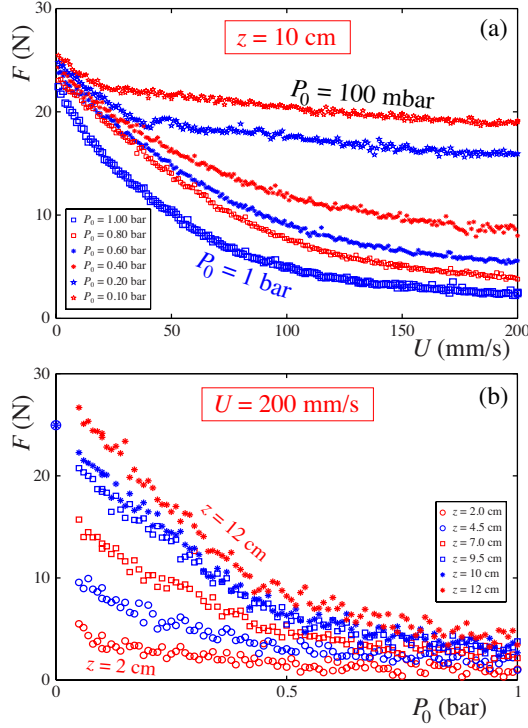 30
20
10
0
F (N)
z = 10 cm
(a)
P₀ = 100 mbar
P₀ = 1 bar
P₀ = 1.00 bar
P₀ = 0.80 bar
P₀ = 0.60 bar
P₀ = 0.40 bar
P₀ = 0.20 bar
P₀ = 0.10 bar
0 50 100 150 200
U (mm/s)
30
20
10
0
F (N)
U = 200 mm/s
(b)
z = 12 cm
z = 2 cm
z = 2.0 cm
z = 4.5 cm
z = 7.0 cm
z = 9.5 cm
z = 10 cm
z = 12 cm
0 0.5 1
P₀ (bar)